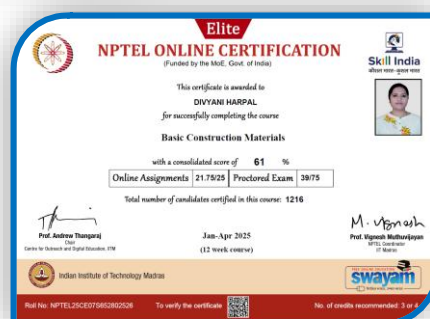 Elite
NPTEL ONLINE CERTIFICATION
(Funded by the MoE, Govt. of India)
Skill India
कौशल भारत - कुशल भारत
This certificate is awarded to
DIVYANI HARPAL
for successfully completing the course
Basic Construction Materials
with a consolidated score of 61 %
Online Assignments 21.75/25 Proctored Exam 39/75
Total number of candidates certified in this course: 1216
Prof. Andrew Thangaraj
Chair
Centre for Outreach and Digital Education, IITM
Jan-Apr 2025
(12 week course)
M. Vignesh
Prof. Vignesh Muthuvijayan
NPTEL Coordinator
IIT Madras
Indian Institute of Technology Madras
swayam
Roll No: NPTEL25CE07S652802526
To verify the certificate
No. of credits recommended: 3 or 4